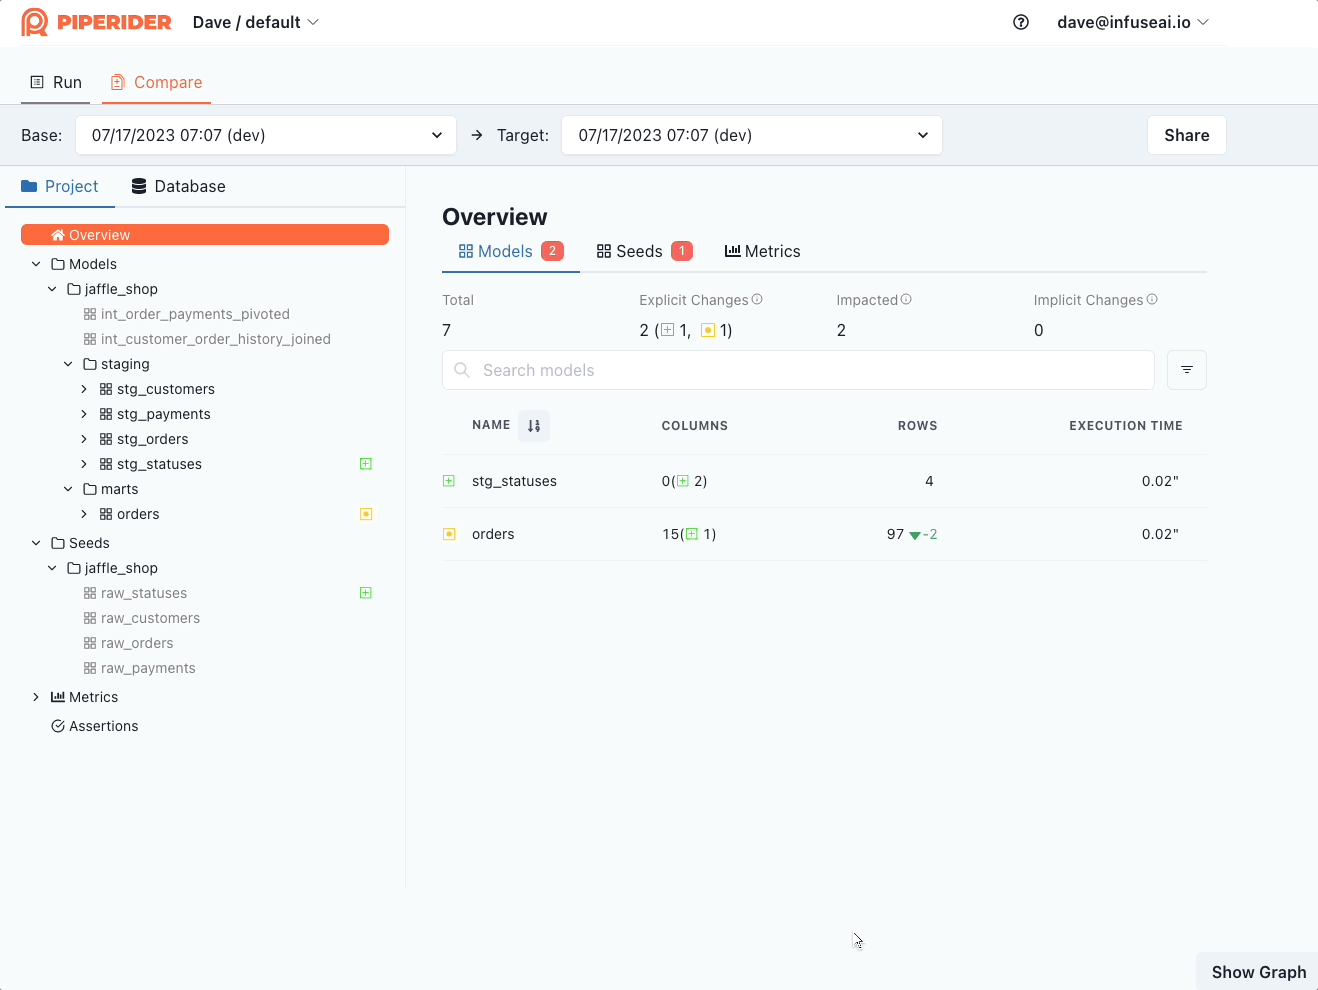 PIPERIDER Dave / default dave@infuseai.io
Run Compare
Base: 07/17/2023 07:07 (dev) → Target: 07/17/2023 07:07 (dev) Share
Project Database
Overview
Models
jaffle_shop
int_order_payments_pivoted
int_customer_order_history_joined
staging
stg_customers
stg_payments
stg_orders
stg_statuses
marts
orders
Seeds
jaffle_shop
raw_statuses
raw_customers
raw_orders
raw_payments
Metrics
Assertions
Overview
Models 2 Seeds 1 Metrics
Total Explicit Changes Impacted Implicit Changes
7 2 (1, 1) 2 0
Search models
NAME COLUMNS ROWS EXECUTION TIME
stg_statuses 0(2) 4 0.02"
orders 15(1) 97 ▼-2 0.02"
Show Graph